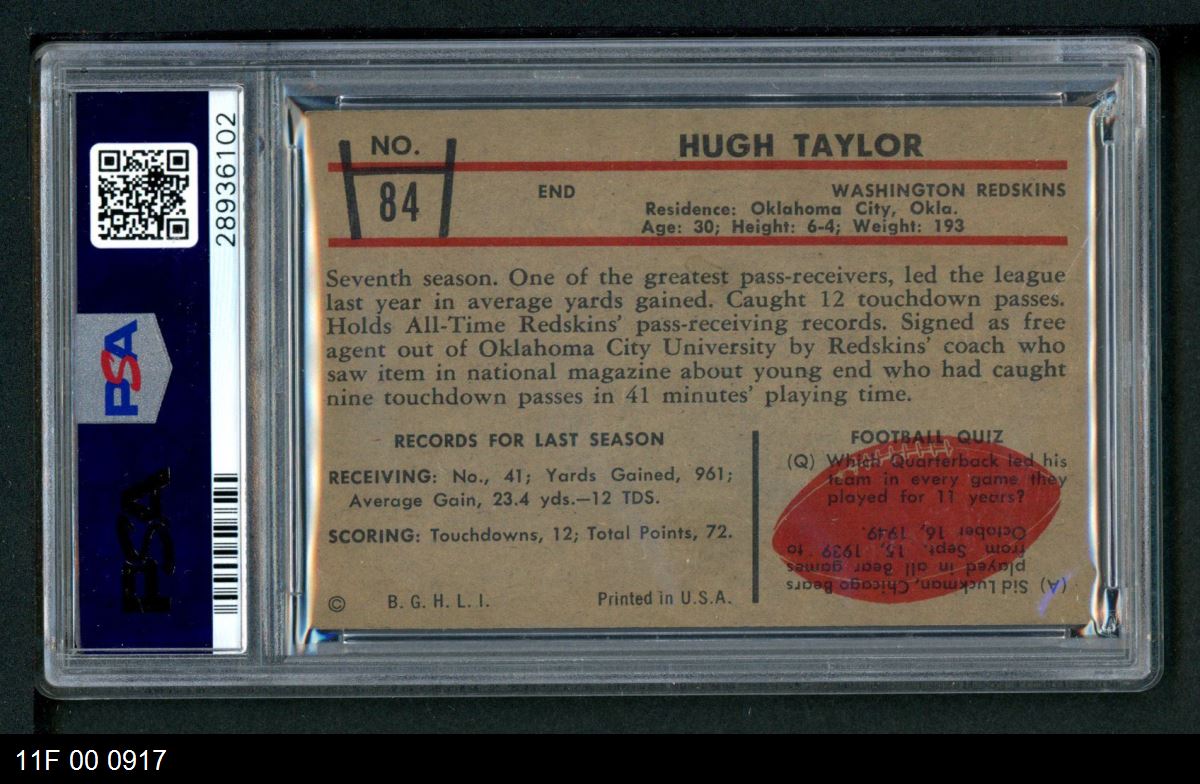 28936102
PSA
PSA
NO.
84
HUGH TAYLOR
END
WASHINGTON REDSKINS
Residence: Oklahoma City, Okla.
Age: 30; Height: 6-4; Weight: 193
Seventh season. One of the greatest pass-receivers, led the league
last year in average yards gained. Caught 12 touchdown passes.
Holds All-Time Redskins' pass-receiving records. Signed as free
agent out of Oklahoma City University by Redskins' coach who
saw item in national magazine about young end who had caught
nine touchdown passes in 41 minutes' playing time.
RECORDS FOR LAST SEASON
RECEIVING: No., 41; Yards Gained, 961;
Average Gain, 23.4 yds.—12 TDS.
SCORING: Touchdowns, 12; Total Points, 72.
© B. G. H. L. I. Printed in U.S.A.
FOOTBALL QUIZ
(Q) Which Quarterback led his
team in every game they
played for 11 years?
(A) Sid Luckman, Chicago Bears
played in all Bear games
from Sept. 15, 1939 to
October 16, 1949.
11F 00 0917